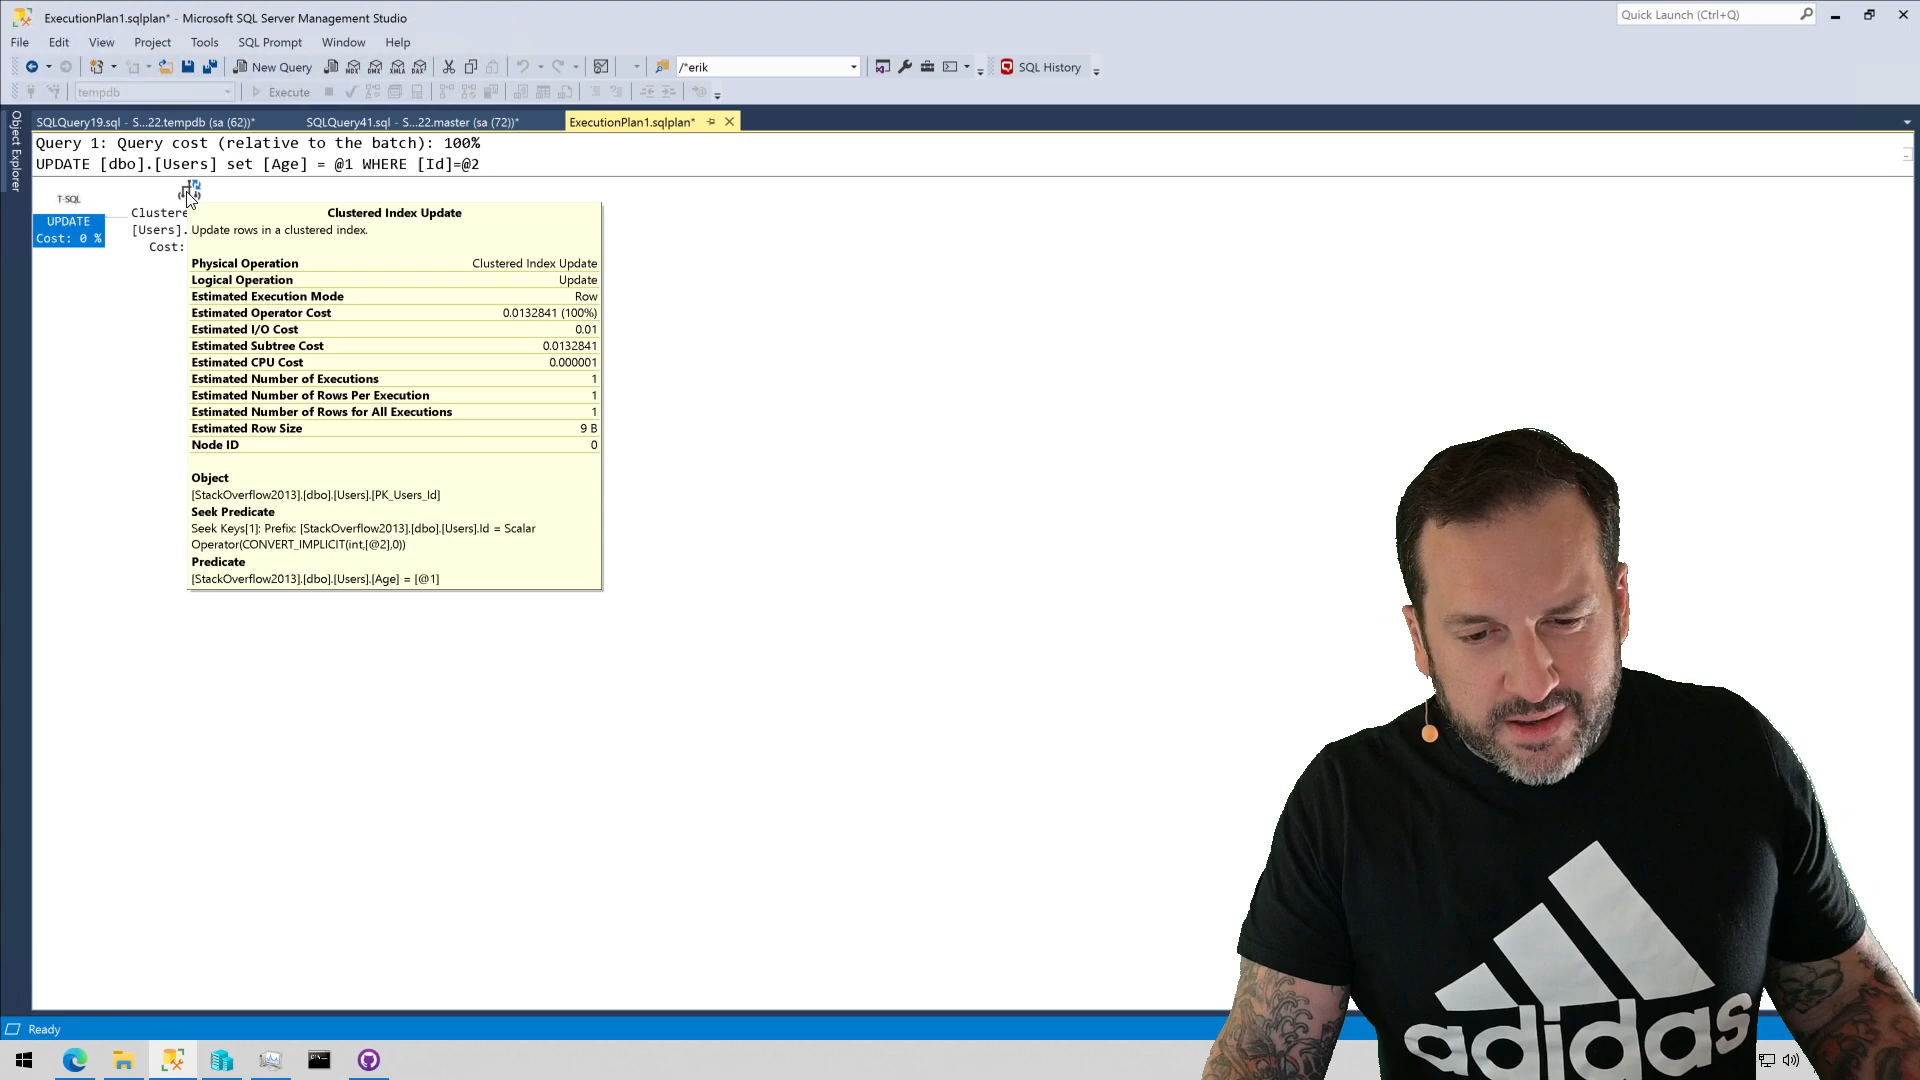 ExecutionPlan1.sqlplan* - Microsoft SQL Server Management Studio
Quick Launch (Ctrl+Q)
File Edit View Project Tools SQL Prompt Window Help
New Query MDX DMX XMLA DAX /*erik SQL History
tempdb Execute
Object Explorer
SQLQuery19.sql - S...22.tempdb (sa (62))* SQLQuery41.sql - S...22.master (sa (72))* ExecutionPlan1.sqlplan*
Query 1: Query cost (relative to the batch): 100%
UPDATE [dbo].[Users] set [Age] = @1 WHERE [Id]=@2
T-SQL
UPDATE
Cost: 0 %
Clustere
[Users].
Cost:
Clustered Index Update
Update rows in a clustered index.
Physical Operation Clustered Index Update
Logical Operation Update
Estimated Execution Mode Row
Estimated Operator Cost 0.0132841 (100%)
Estimated I/O Cost 0.01
Estimated Subtree Cost 0.0132841
Estimated CPU Cost 0.000001
Estimated Number of Executions 1
Estimated Number of Rows Per Execution 1
Estimated Number of Rows for All Executions 1
Estimated Row Size 9 B
Node ID 0
Object
[StackOverflow2013].[dbo].[Users].[PK_Users_Id]
Seek Predicate
Seek Keys[1]: Prefix: [StackOverflow2013].[dbo].[Users].Id = Scalar
Operator(CONVERT_IMPLICIT(int,[@2],0))
Predicate
[StackOverflow2013].[dbo].[Users].[Age] = [@1]
adidas
Ready